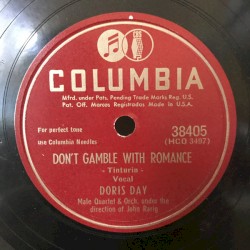 COLUMBIA
Mfrd. under Pats. Pending Trade Marks Reg. U.S.
Pat. Off. Marcas Registradas Made in U.S.A.
For perfect tone
use Columbia Needles
38405
(HCO 3497)
DON'T GAMBLE WITH ROMANCE
- Tinturin -
Vocal
DORIS DAY
Male Quartet & Orch. under the
direction of John Rarig